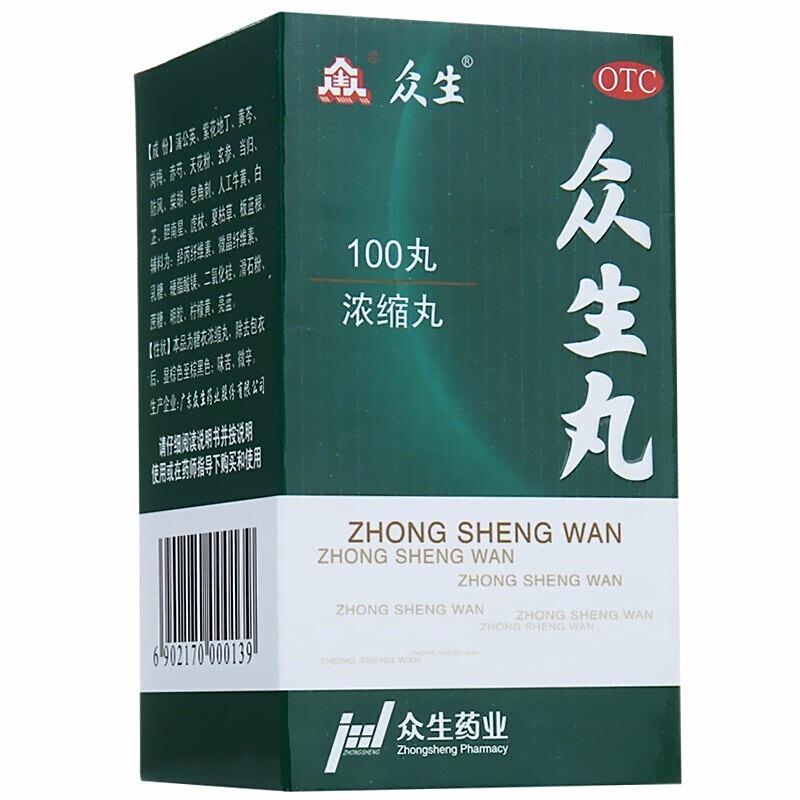 众生®
OTC
众生丸
100丸
浓缩丸
ZHONG SHENG WAN
ZHONG SHENG WAN
ZHONG SHENG WAN
ZHONG SHENG WAN
ZHONG SHENG WAN
ZHONG SHENG WAN
ZHONG SHENG WAN
ZHONGSHENG
众生药业
Zhongsheng Pharmacy
【成份】蒲公英、紫花地丁、黄芩、
岗梅、赤芍、天花粉、玄参、当归、
防风、柴胡、皂角刺、人工牛黄、白
芷、胆南星、虎杖、夏枯草、板蓝根。
辅料为:羟丙纤维素、微晶纤维素、
乳糖、硬脂酸镁、二氧化硅、滑石粉、
蔗糖、明胶、柠檬黄、亮蓝。
【性状】本品为糖衣浓缩丸,除去包衣
后,显棕色至棕黑色;味苦、微辛。
生产企业:广东众生药业股份有限公司
请仔细阅读说明书并按说明
使用或在药师指导下购买和使用
6 902170 000139